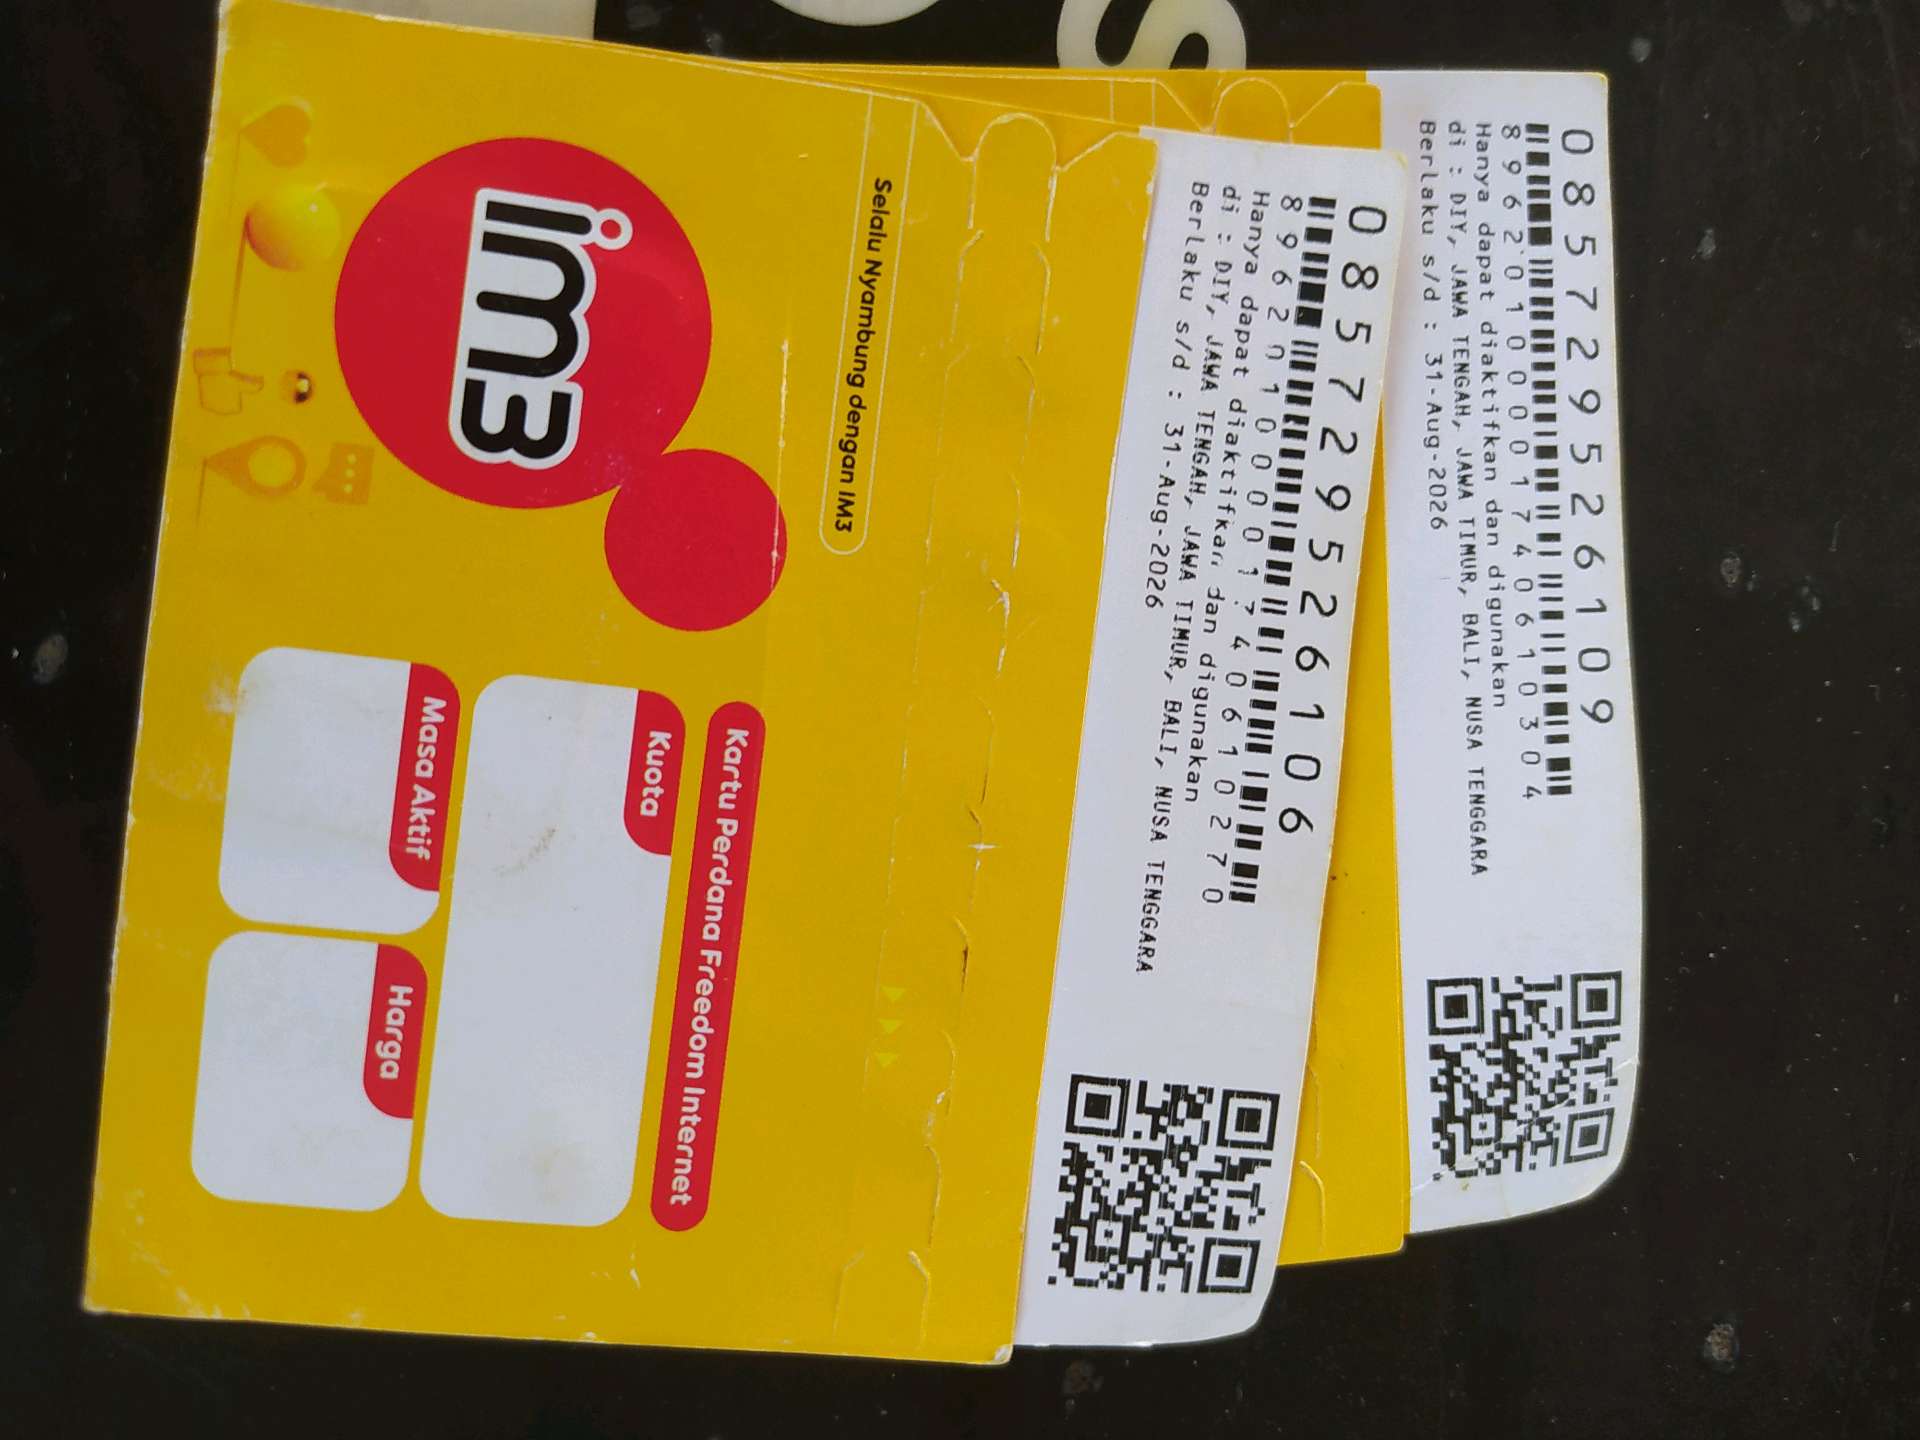 S
085729526109
89620100001740610304
Hanya dapat diaktifkan dan digunakan
di : DIY, JAWA TENGAH, JAWA TIMUR, BALI, NUSA TENGGARA
Berlaku s/d : 31-Aug-2026
085729526106
89620100001740610270
Hanya dapat diaktifkan dan digunakan
di : DIY, JAWA TENGAH, JAWA TIMUR, BALI, NUSA TENGGARA
Berlaku s/d : 31-Aug-2026
Selalu Nyambung dengan IM3
im3
Kartu Perdana Freedom Internet
Kuota
Masa Aktif
Harga